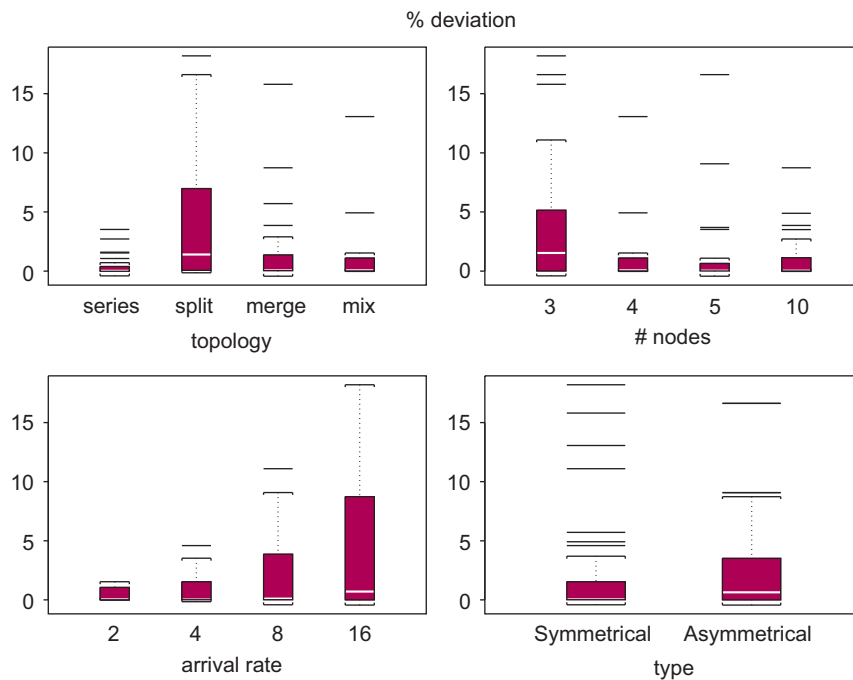 % deviation
15
10
5
0
series split merge mix
topology
15
10
5
0
3 4 5 10
# nodes
15
10
5
0
2 4 8 16
arrival rate
15
10
5
0
Symmetrical Asymmetrical
type